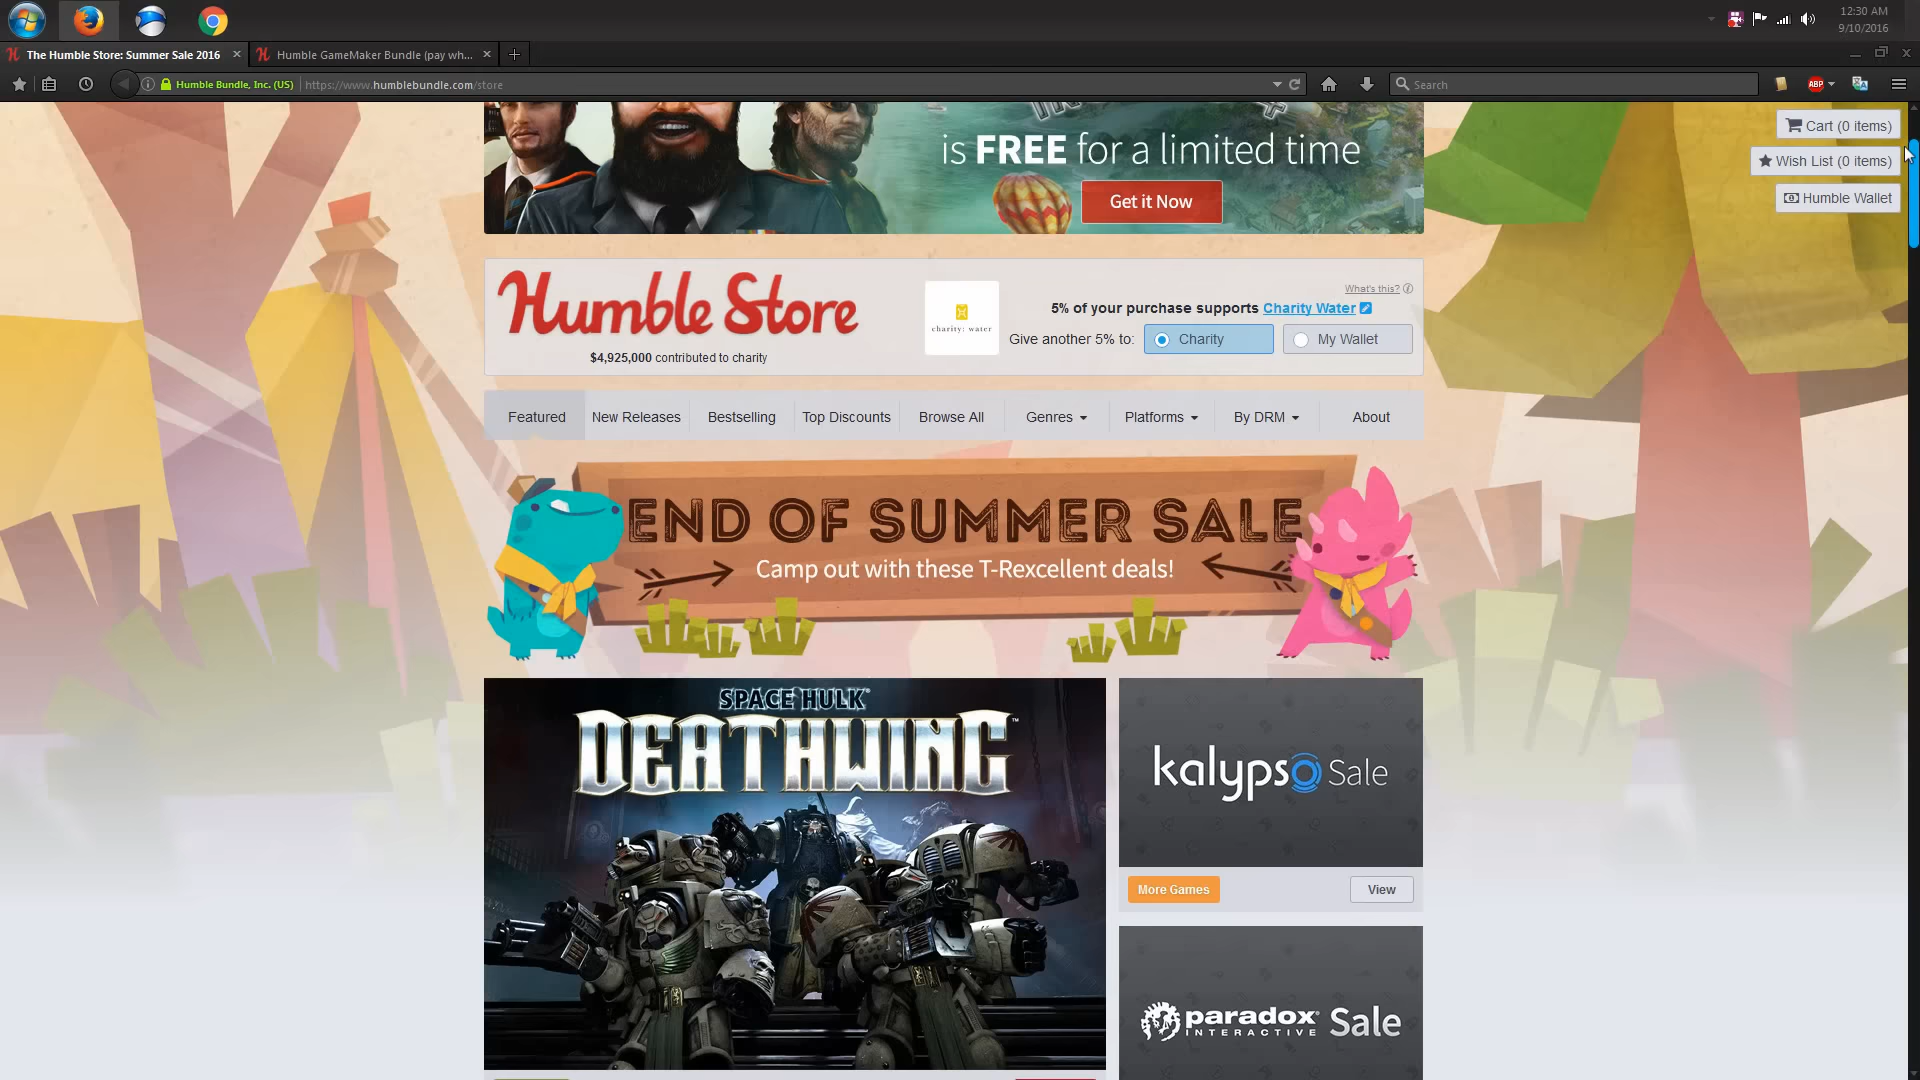 12:30 AM
9/10/2016
The Humble Store: Summer Sale 2016
Humble GameMaker Bundle (pay wh...
Humble Bundle, Inc. (US)
https://www.humblebundle.com/store
Search
ABP
Cart (0 items)
Wish List (0 items)
Humble Wallet
is FREE for a limited time
Get it Now
Humble Store
$4,925,000 contributed to charity
charity: water
What's this?
5% of your purchase supports Charity Water
Give another 5% to:
Charity
My Wallet
Featured
New Releases
Bestselling
Top Discounts
Browse All
Genres
Platforms
By DRM
About
END OF SUMMER SALE
Camp out with these T-Rexcellent deals!
SPACE HULK
DEATHWING™
kalypso Sale
More Games
View
paradox Sale
INTERACTIVE